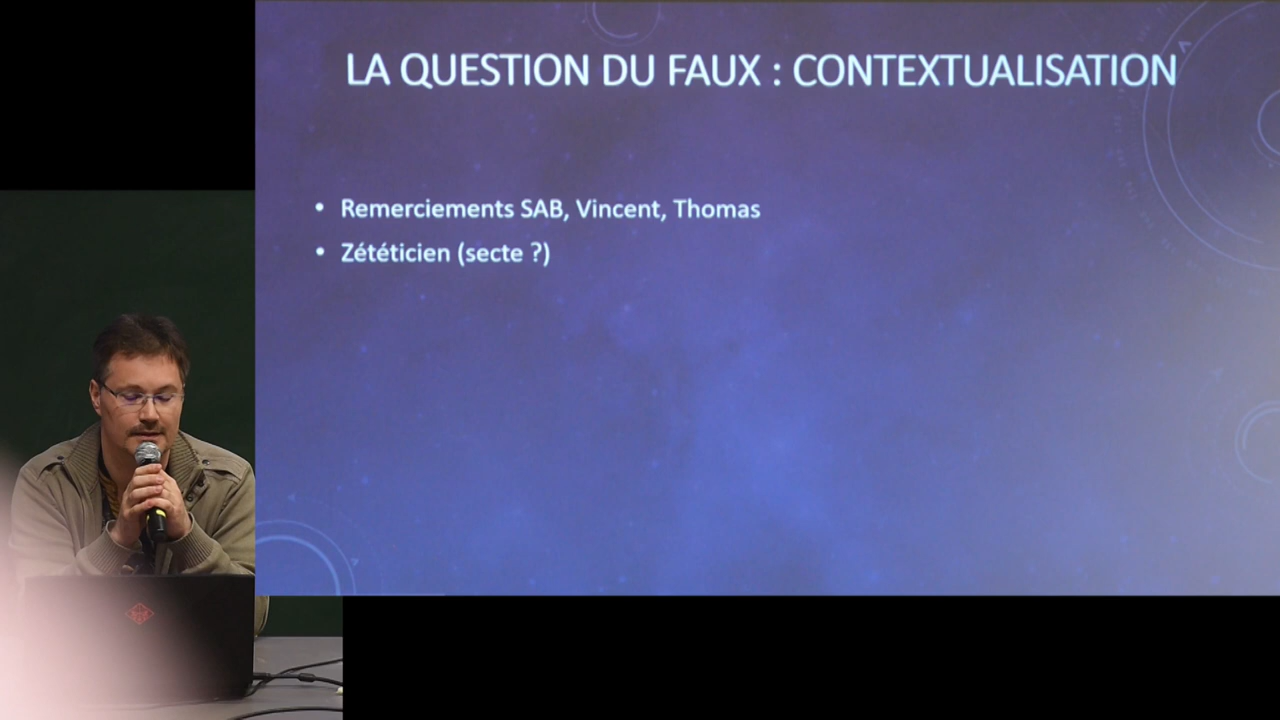 LA QUESTION DU FAUX : CONTEXTUALISATION
• Remerciements SAB, Vincent, Thomas
• Zététicien (secte ?)